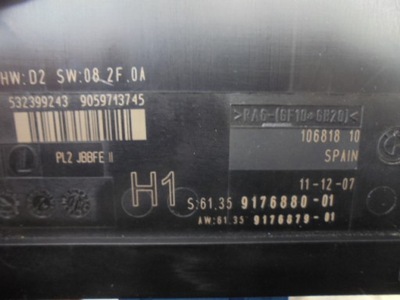 HW:D2 SW:08.2F.0A
532399243 9059713745
>PA6-(GF10+GB20)<
106818 10
SPAIN
PL2 JBBFE II
11-12-07
H1
S:61.35 9176880-01
AW:61.35 9176879-01